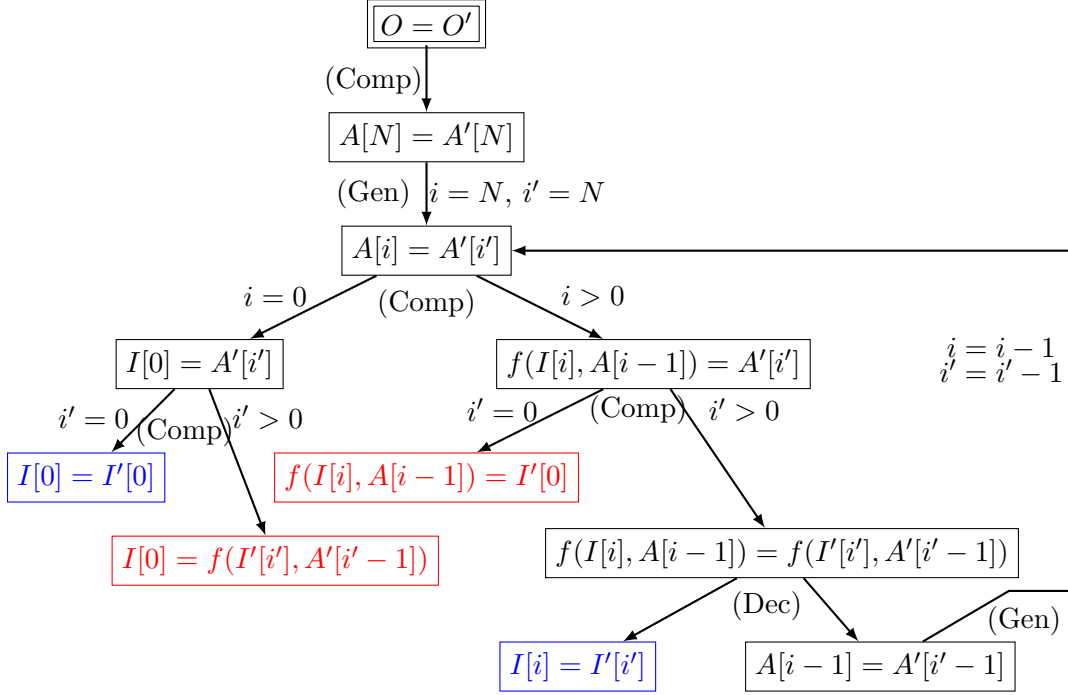 O = O′
(Comp)
A[N] = A′[N]
(Gen) i = N, i′ = N
A[i] = A′[i′]
i = 0 (Comp) i > 0
I[0] = A′[i′] f(I[i], A[i − 1]) = A′[i′]
i = i − 1
i′ = i′ − 1
i′ = 0 (Comp) i′ > 0 i′ = 0 (Comp) i′ > 0
I[0] = I′[0] f(I[i], A[i − 1]) = I′[0]
I[0] = f(I′[i′], A′[i′ − 1]) f(I[i], A[i − 1]) = f(I′[i′], A′[i′ − 1])
(Dec) (Gen)
I[i] = I′[i′] A[i − 1] = A′[i′ − 1]